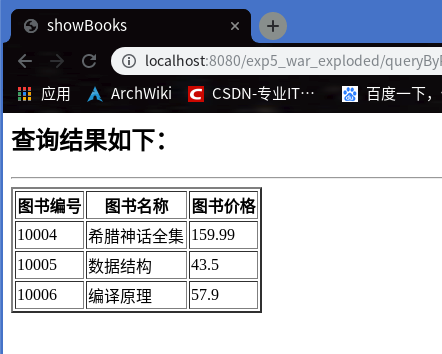 showBooks
localhost:8080/exp5_war_exploded/queryBy
应用 ArchWiki CSDN-专业IT… 百度一下,
查询结果如下：
图书编号 图书名称 图书价格
10004 希腊神话全集 159.99
10005 数据结构 43.5
10006 编译原理 57.9